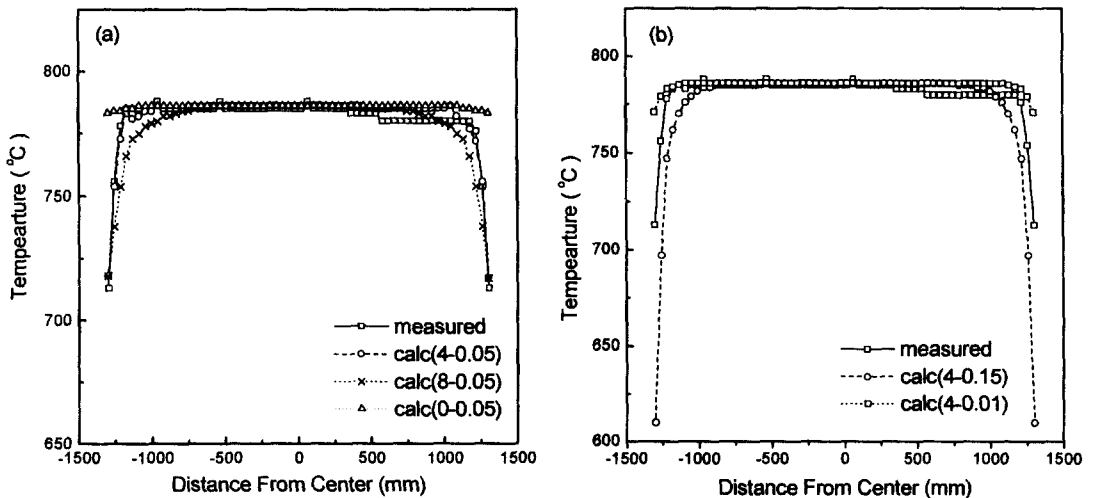 (a)
800
750
700
650
Tempearture ( °C)
measured
calc(4-0.05)
calc(8-0.05)
calc(0-0.05)
-1500 -1000 -500 0 500 1000 1500
Distance From Center (mm)
(b)
800
750
700
650
600
Tempearture ( °C)
measured
calc(4-0.15)
calc(4-0.01)
-1500 -1000 -500 0 500 1000 1500
Distance From Center (mm)